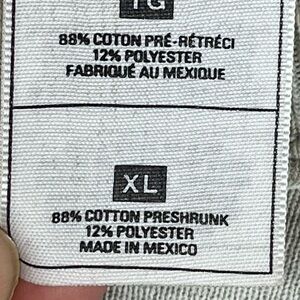 TG
88% COTON PRÉ-RÉTRÉCI
12% POLYESTER
FABRIQUÉ AU MEXIQUE
XL
88% COTTON PRESHRUNK
12% POLYESTER
MADE IN MEXICO